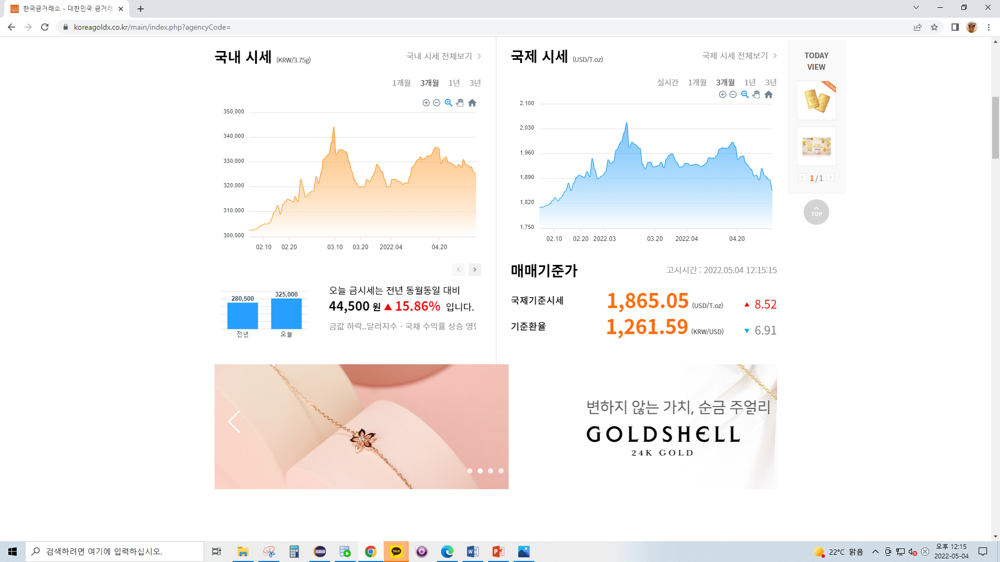 한국금거래소 - 대한민국 금거래
koreagoldx.co.kr/main/index.php?agencyCode=
국내 시세 (KRW/3.75g)
국내 시세 전체보기
1개월 3개월 1년 3년
350,000
340,000
330,000
320,000
310,000
300,000
02.10 02.20 03.10 03.20 2022.04 04.20
280,500 325,000
전년 오늘
오늘 금시세는 전년 동월동일 대비
44,500 원 ▲ 15.86% 입니다.
금값 하락..달러지수ㆍ국채 수익률 상승
국제 시세 (USD/T.oz)
국제 시세 전체보기
실시간 1개월 3개월 1년 3년
2,100
2,030
1,960
1,890
1,820
1,750
02.10 02.20 2022.03 03.20 2022.04 04.20
매매기준가
고시시간 : 2022.05.04 12:15:15
국제기준시세 1,865.05 (USD/T.oz) ▲ 8.52
기준환율 1,261.59 (KRW/USD) ▼ 6.91
TODAY
VIEW
1/1
TOP
변하지 않는 가치, 순금 주얼리
GOLDSHELL
24K GOLD
검색하려면 여기에 입력하십시오.
TALK
22°C 맑음
오후 12:15
2022-05-04